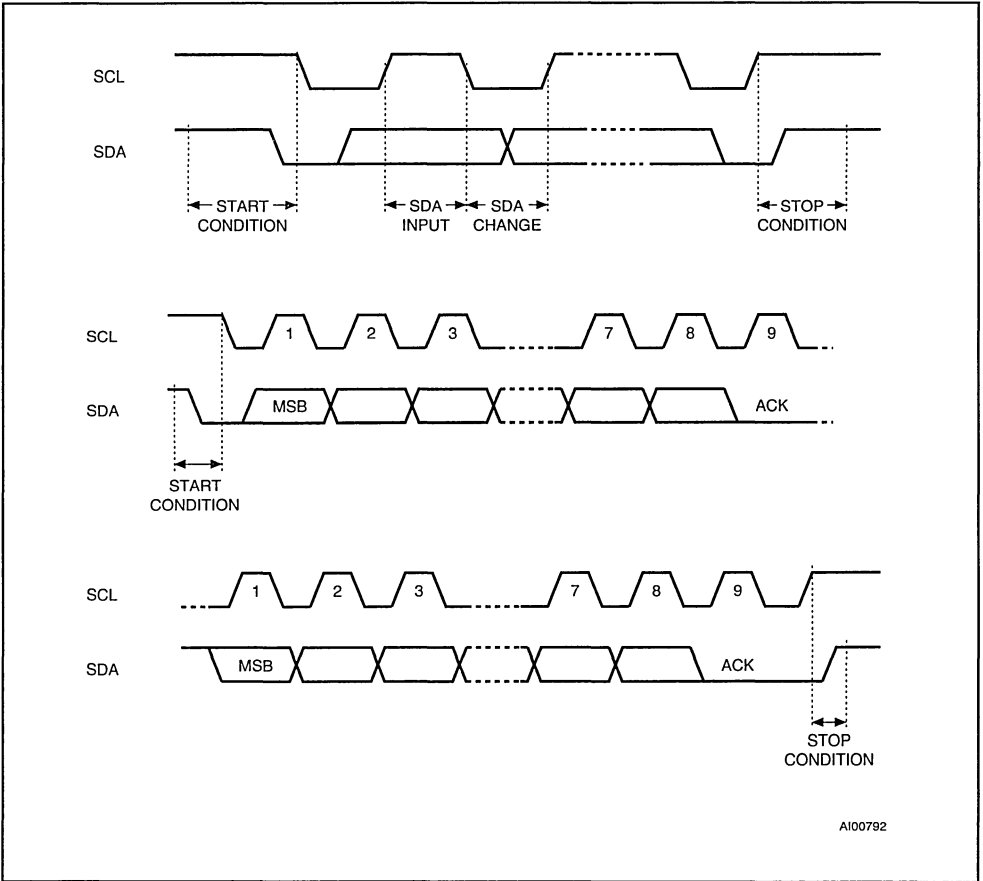 SCL
SDA
START
CONDITION
SDA
INPUT
SDA
CHANGE
STOP
CONDITION
SCL
1 2 3 7 8 9
SDA
MSB ACK
START
CONDITION
SCL
1 2 3 7 8 9
SDA
MSB ACK
STOP
CONDITION
AI00792